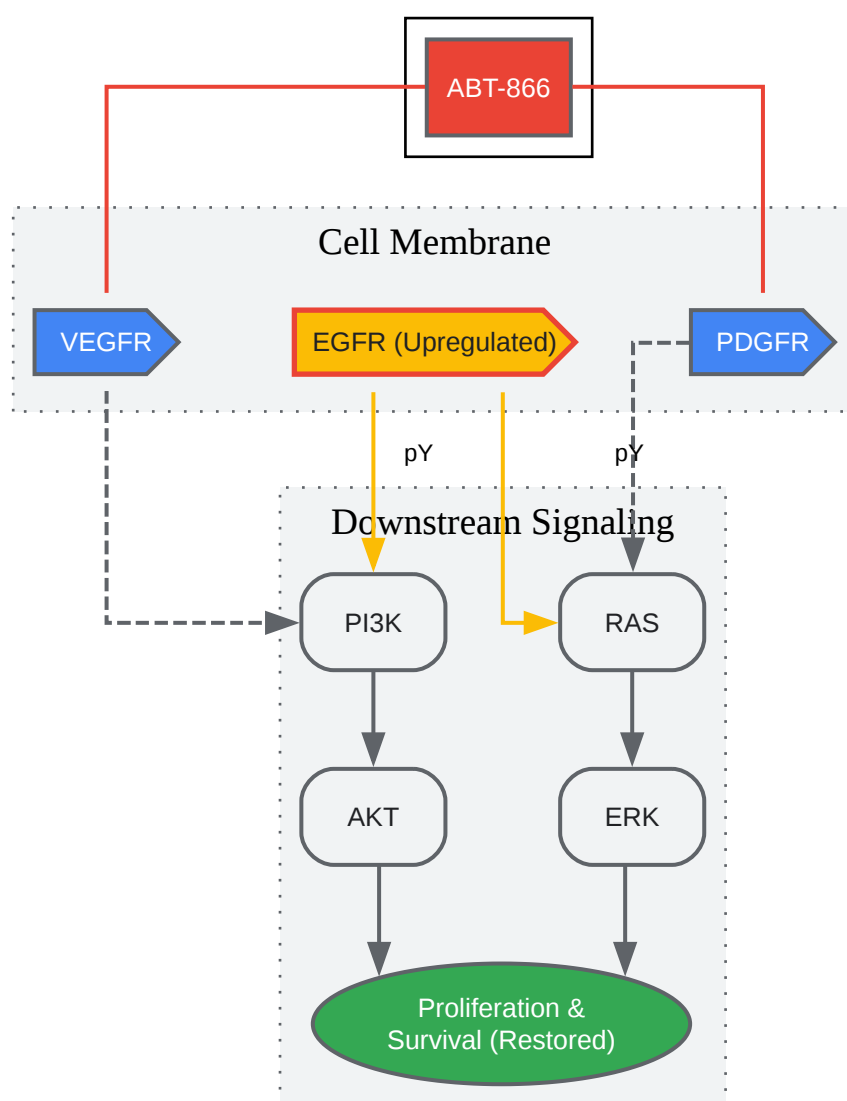 ABT-866
Cell Membrane
VEGFR
EGFR (Upregulated)
PDGFR
pY
pY
Downstream Signaling
PI3K
RAS
AKT
ERK
Proliferation &
Survival (Restored)